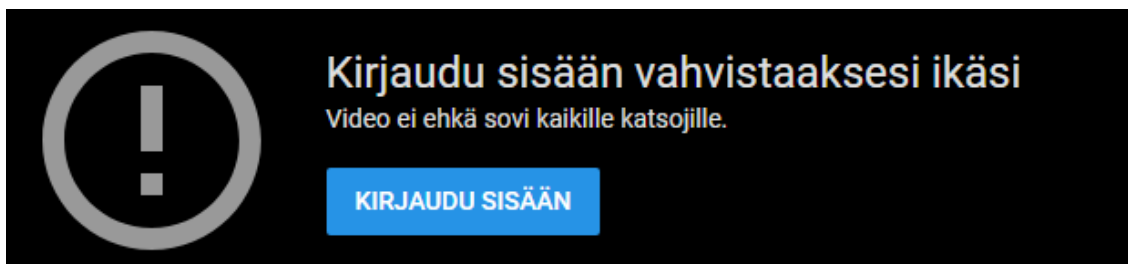 Kirjaudu sisään vahvistaaksesi ikäsi
Video ei ehkä sovi kaikille katsojille.
KIRJAUDU SISÄÄN